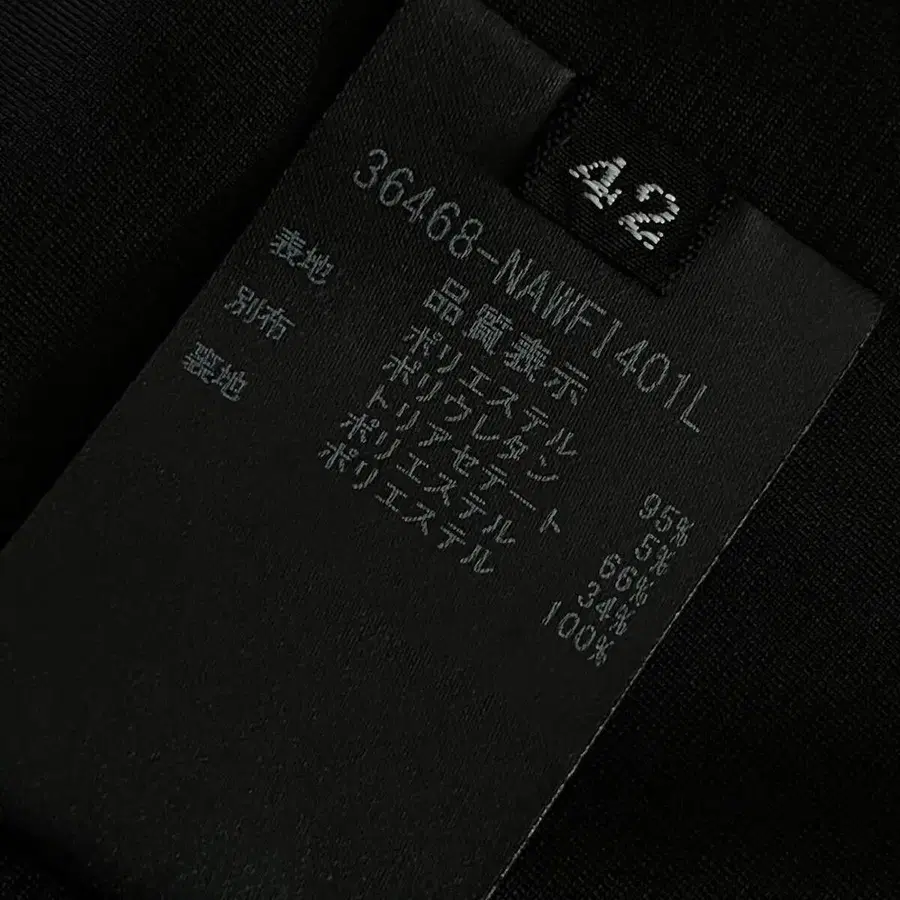 42
36468-NAWF1401L
品質表示
表地 ポリエステル 95%
ポリウレタン 5%
別布 トリアセテート 66%
ポリエステル 34%
裏地 ポリエステル 100%